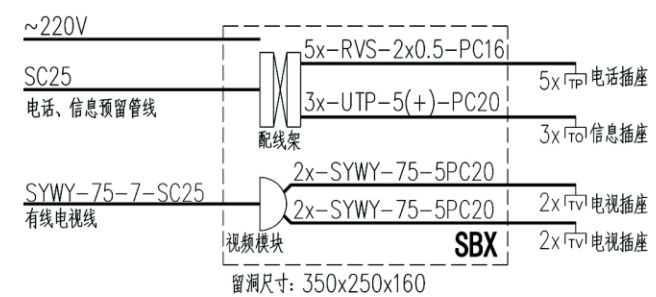 ~220V
5x-RVS-2x0.5-PC16
SC25
5x TP 电话插座
电话、信息预留管线
3x-UTP-5(+)-PC20
配线架
3x TO 信息插座
2x-SYWY-75-5PC20
SYWY-75-7-SC25
2x TV 电视插座
有线电视线
2x-SYWY-75-5PC20
视频模块
SBX
2x TV 电视插座
留洞尺寸: 350x250x160